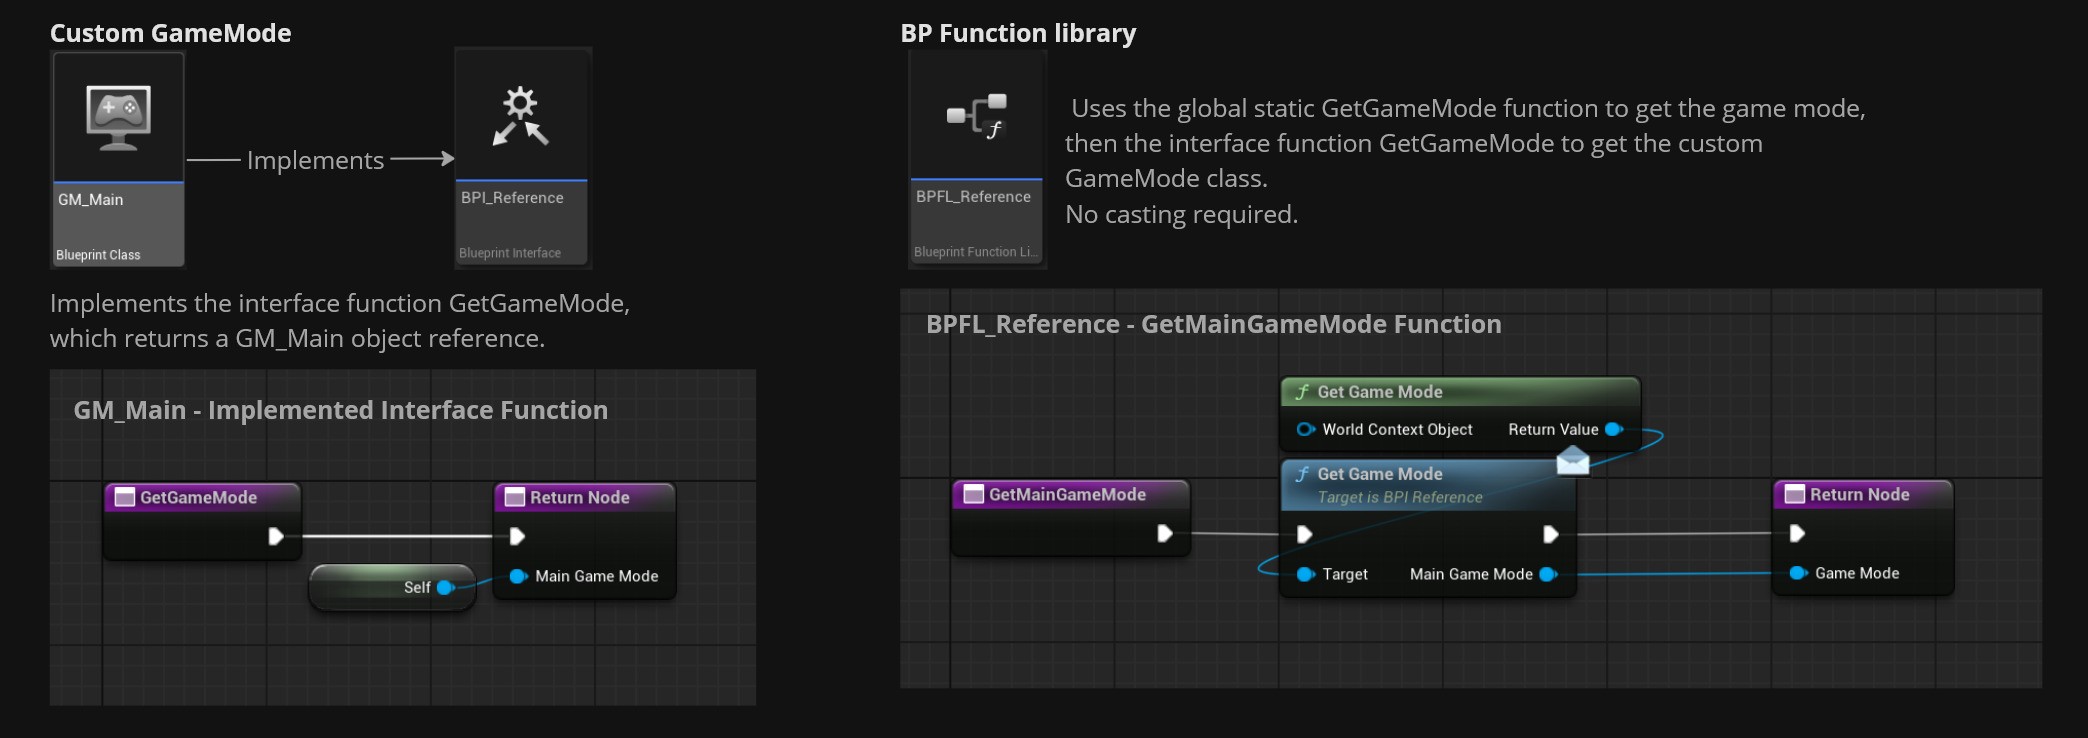 Custom GameMode
GM_Main
Blueprint Class
Implements
BPI_Reference
Blueprint Interface
Implements the interface function GetGameMode,
which returns a GM_Main object reference.
GM_Main - Implemented Interface Function
GetGameMode
Return Node
Self
Main Game Mode
BP Function library
BPFL_Reference
Blueprint Function Li...
Uses the global static GetGameMode function to get the game mode,
then the interface function GetGameMode to get the custom
GameMode class.
No casting required.
BPFL_Reference - GetMainGameMode Function
f Get Game Mode
World Context Object Return Value
f Get Game Mode
Target is BPI Reference
GetMainGameMode
Return Node
Target Main Game Mode
Game Mode